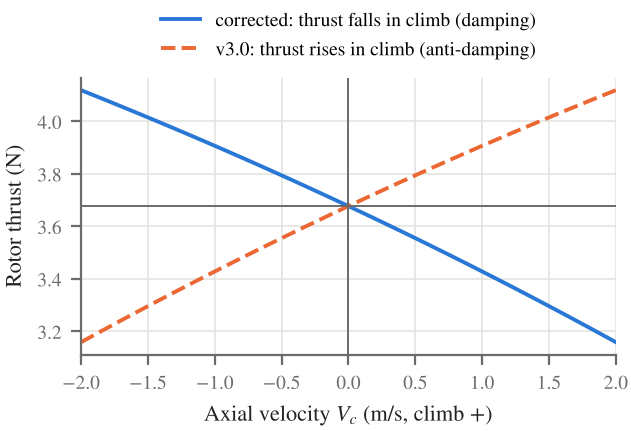 corrected: thrust falls in climb (damping)
v3.0: thrust rises in climb (anti-damping)
Rotor thrust (N)
4.0
3.8
3.6
3.4
3.2
−2.0 −1.5 −1.0 −0.5 0.0 0.5 1.0 1.5 2.0
Axial velocity V_c (m/s, climb +)